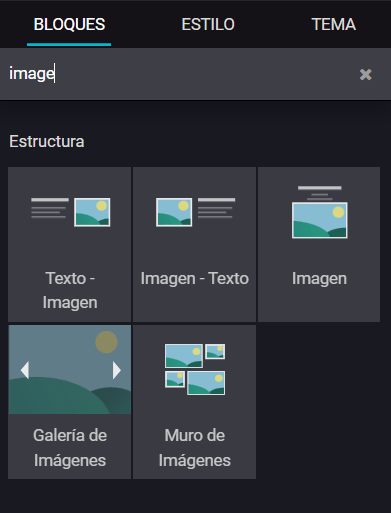 BLOQUES ESTILO TEMA
image ✖
Estructura
Texto - Imagen - Texto Imagen
Imagen
Galería de Muro de
Imágenes Imágenes